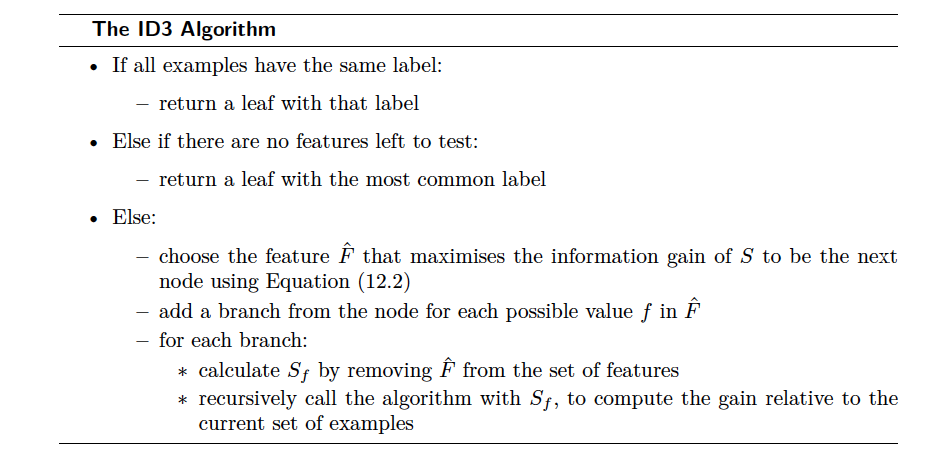 The ID3 Algorithm
• If all examples have the same label:
– return a leaf with that label
• Else if there are no features left to test:
– return a leaf with the most common label
• Else:
– choose the feature F̂ that maximises the information gain of S to be the next
node using Equation (12.2)
– add a branch from the node for each possible value f in F̂
– for each branch:
∗ calculate S_f by removing F̂ from the set of features
∗ recursively call the algorithm with S_f, to compute the gain relative to the
current set of examples